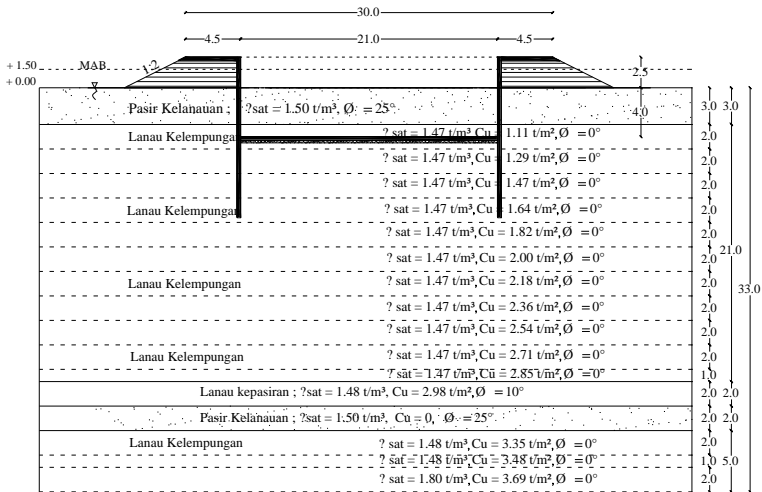 30.0
4.5 21.0 4.5
+ 1.50 MAB 1:2
+ 0.00
2.5
4.0
Pasir Kelanauan ; ?sat = 1.50 t/m³, Ø = 25° 3.0 3.0
Lanau Kelempungan ? sat = 1.47 t/m³,Cu = 1.11 t/m²,Ø =0° 2.0
? sat = 1.47 t/m³,Cu = 1.29 t/m²,Ø =0° 2.0
? sat = 1.47 t/m³,Cu = 1.47 t/m²,Ø =0° 2.0
Lanau Kelempungan ? sat = 1.47 t/m³,Cu = 1.64 t/m²,Ø =0° 2.0
? sat = 1.47 t/m³,Cu = 1.82 t/m²,Ø =0° 2.0
21.0
? sat = 1.47 t/m³,Cu = 2.00 t/m²,Ø =0° 2.0
Lanau Kelempungan ? sat = 1.47 t/m³,Cu = 2.18 t/m²,Ø =0° 2.0
33.0
? sat = 1.47 t/m³,Cu = 2.36 t/m²,Ø =0° 2.0
? sat = 1.47 t/m³,Cu = 2.54 t/m²,Ø =0° 2.0
Lanau Kelempungan ? sat = 1.47 t/m³,Cu = 2.71 t/m²,Ø =0° 2.0
? sat = 1.47 t/m³,Cu = 2.85 t/m²,Ø =0° 1.0
Lanau kepasiran ; ?sat = 1.48 t/m³, Cu = 2.98 t/m²,Ø = 10° 2.0 2.0
Pasir Kelanauan ; ?sat = 1.50 t/m³, Cu = 0, Ø = 25° 2.0 2.0
Lanau Kelempungan ? sat = 1.48 t/m³,Cu = 3.35 t/m²,Ø =0° 2.0
? sat = 1.48 t/m³,Cu = 3.48 t/m²,Ø =0° 1.0 5.0
? sat = 1.80 t/m³,Cu = 3.69 t/m²,Ø =0° 2.0